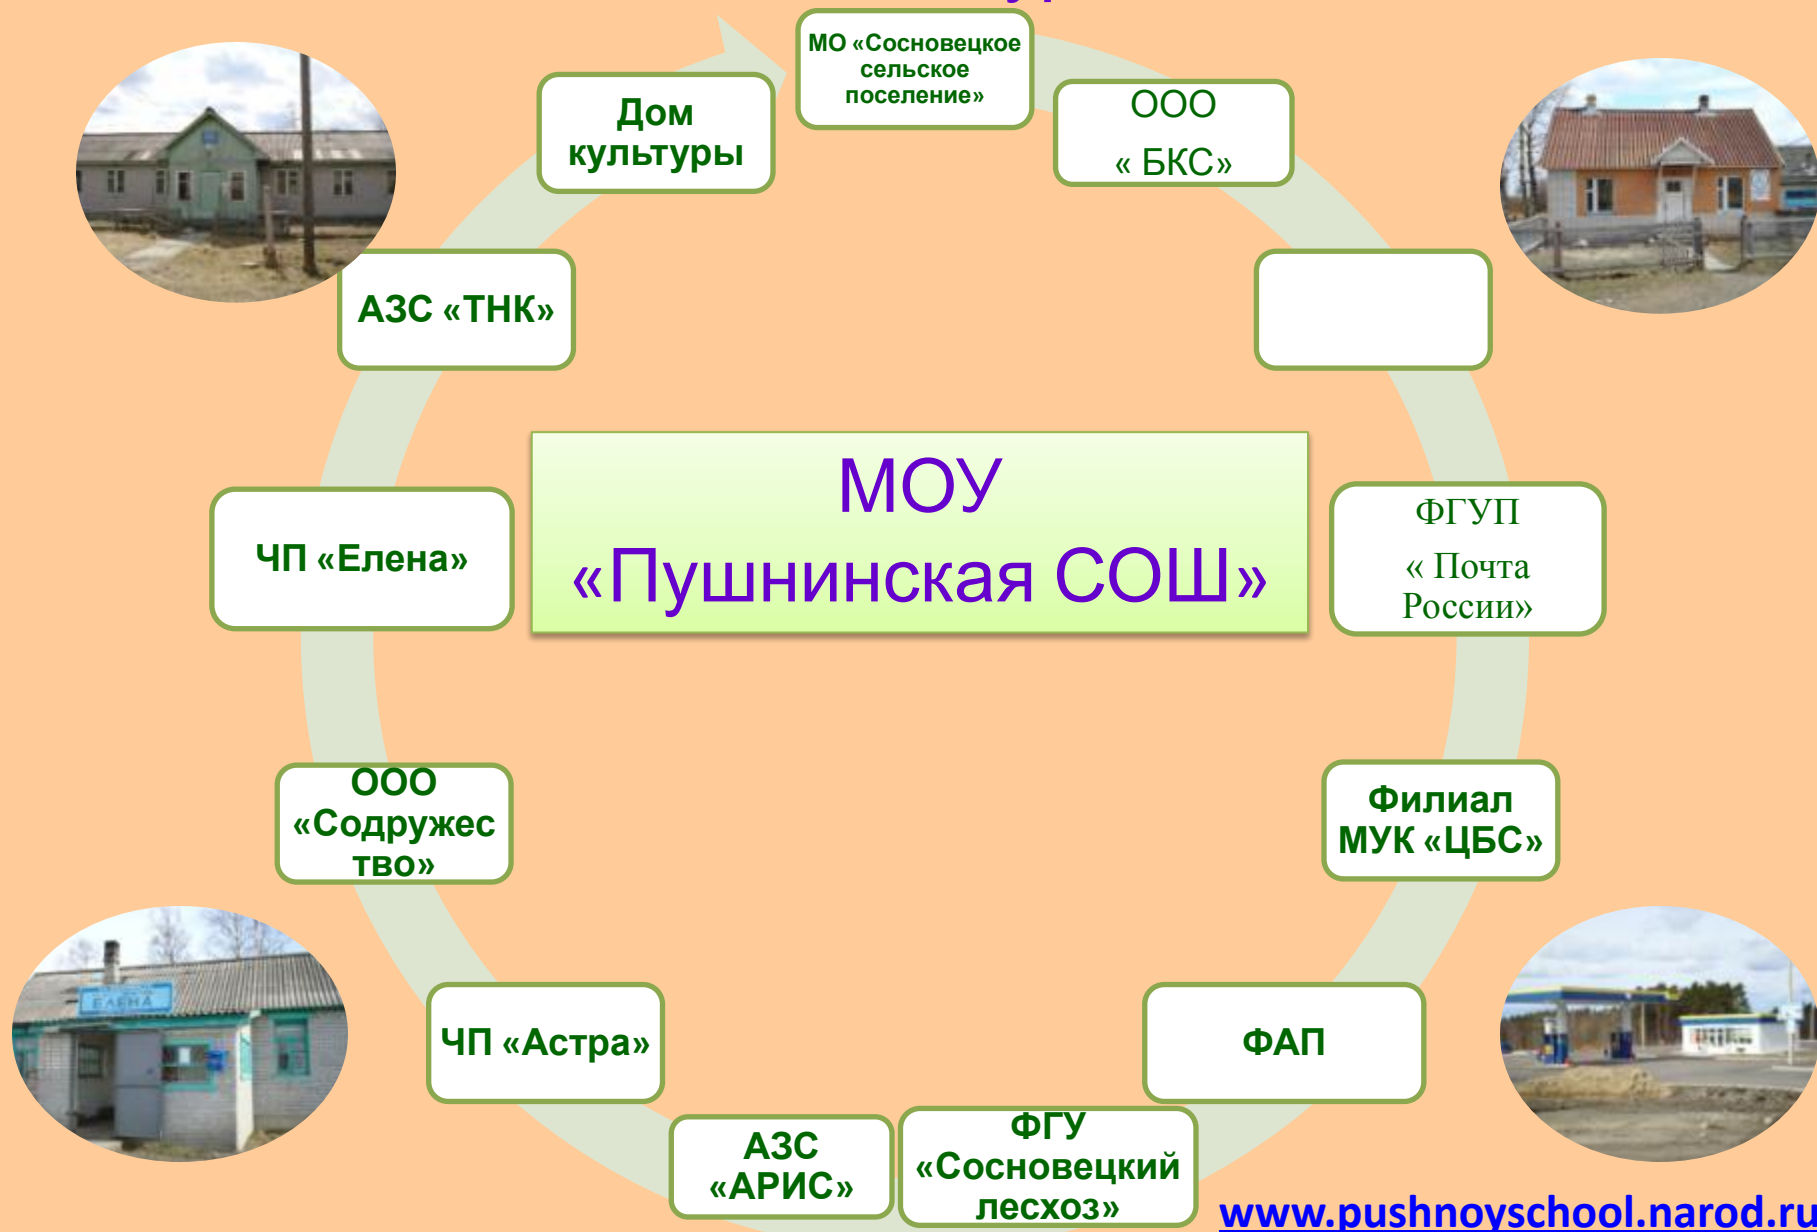 МО «Сосновецкое
сельское
поселение»
ООО
« БКС»
ФГУП
« Почта
России»
Филиал
МУК «ЦБС»
ФАП
ФГУ
«Сосновецкий
лесхоз»
АЗС
«АРИС»
ЧП «Астра»
ООО
«Содружес
тво»
ЧП «Елена»
АЗС «ТНК»
Дом
культуры
МОУ
«Пушнинская СОШ»
ЕЛЕНА
www.pushnoyschool.narod.ru